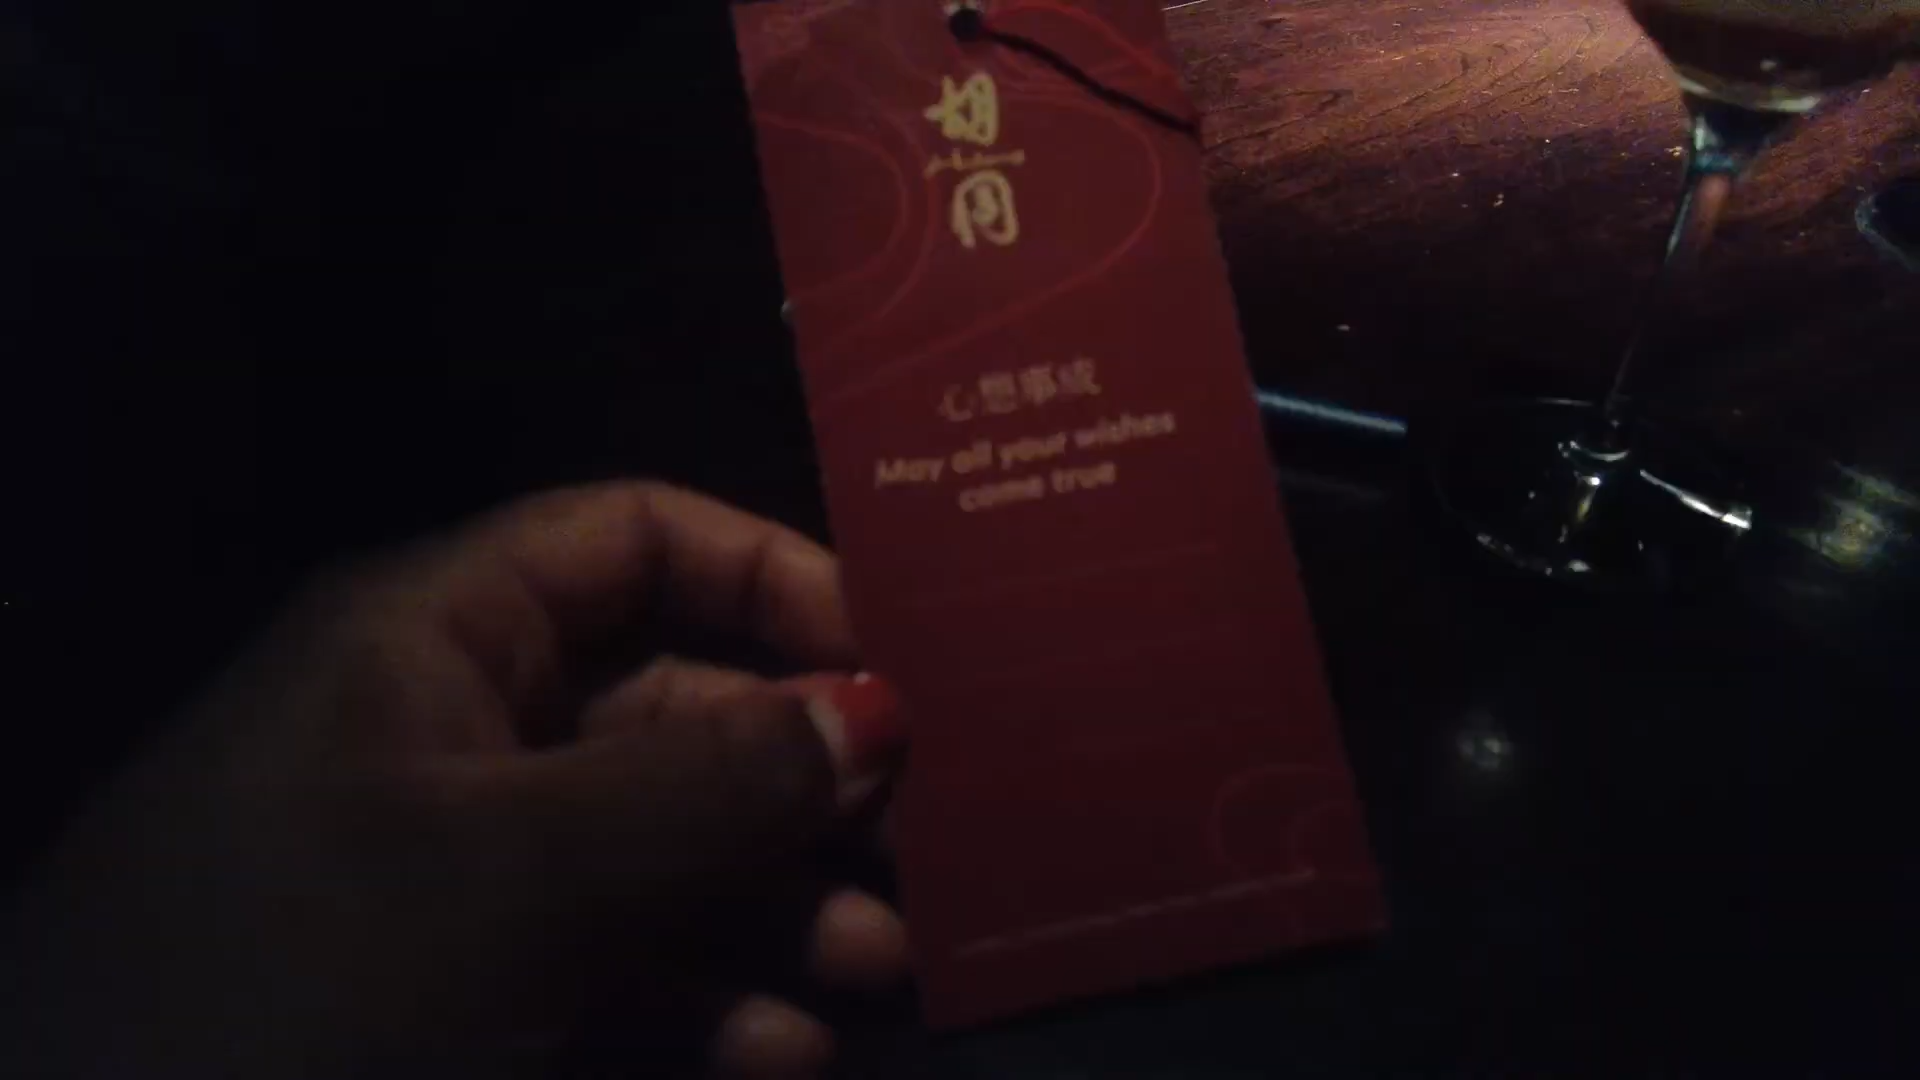 心想事成
May all your wishes
come true